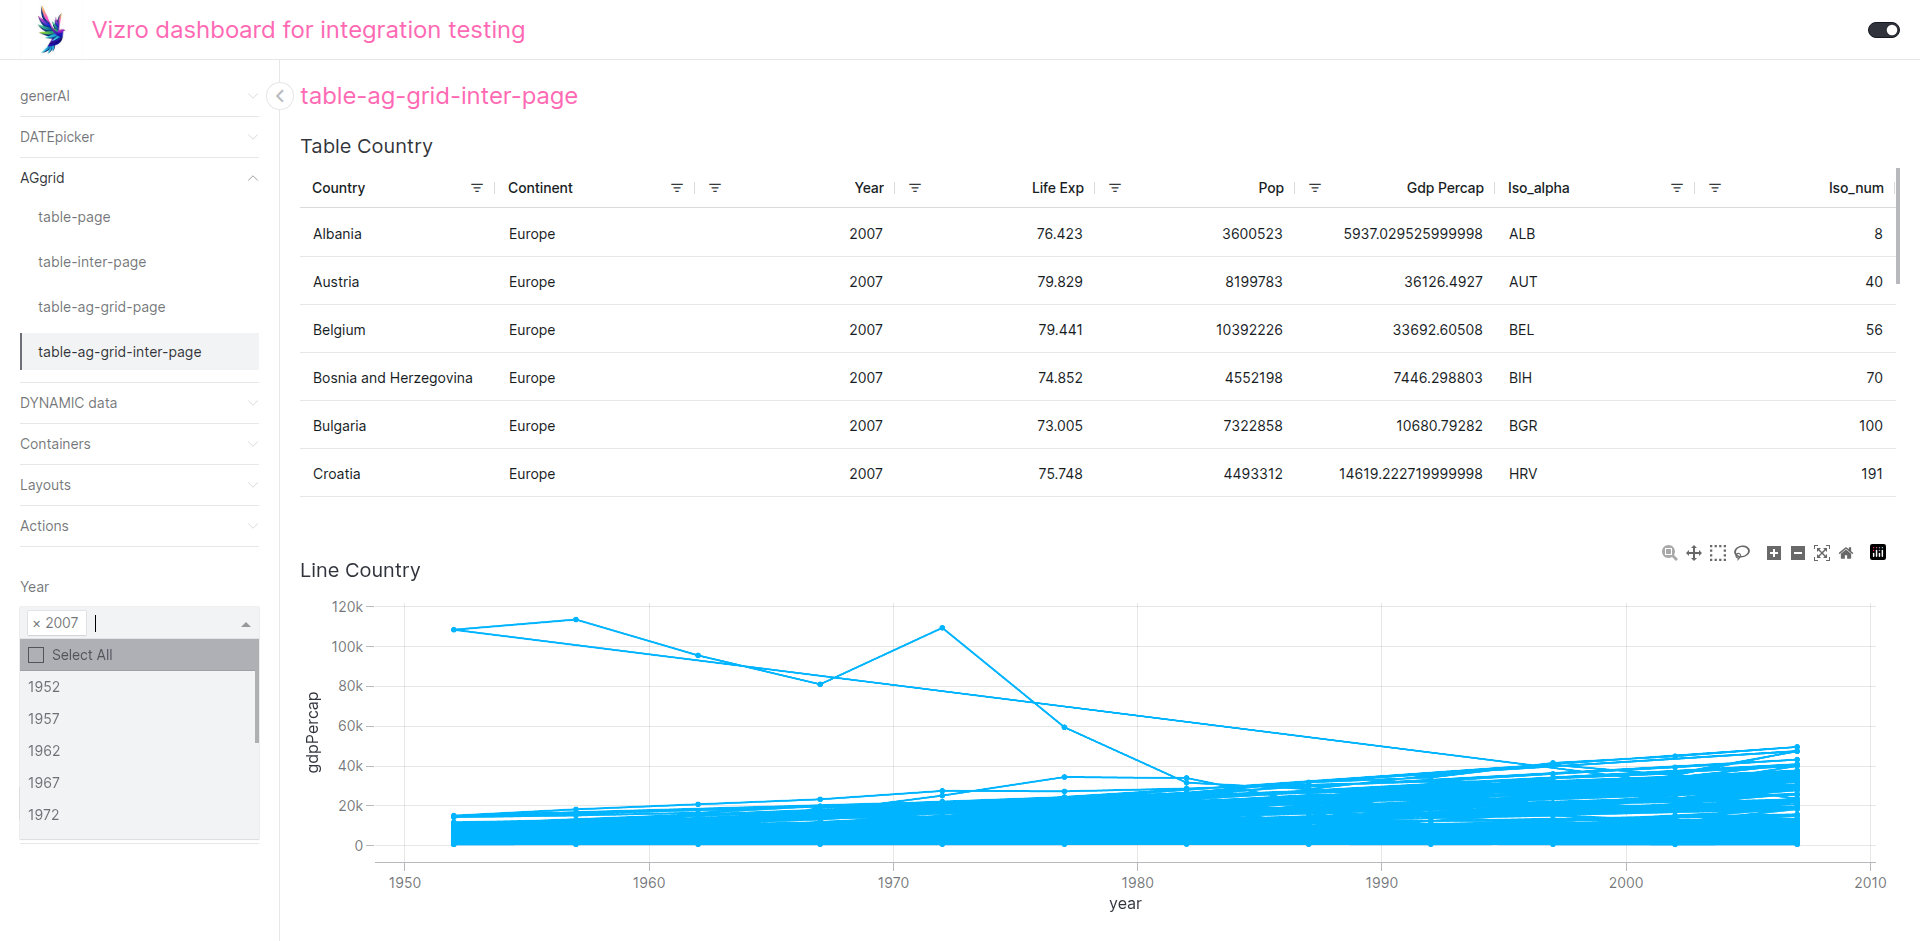 Vizro dashboard for integration testing
generAI
DATEpicker
AGgrid
table-page
table-inter-page
table-ag-grid-page
table-ag-grid-inter-page
DYNAMIC data
Containers
Layouts
Actions
Year
× 2007
Select All
1952
1957
1962
1967
1972
table-ag-grid-inter-page
Table Country
Country Continent Year Life Exp Pop Gdp Percap Iso_alpha Iso_num
Albania Europe 2007 76.423 3600523 5937.029525999998 ALB 8
Austria Europe 2007 79.829 8199783 36126.4927 AUT 40
Belgium Europe 2007 79.441 10392226 33692.60508 BEL 56
Bosnia and Herzegovina Europe 2007 74.852 4552198 7446.298803 BIH 70
Bulgaria Europe 2007 73.005 7322858 10680.79282 BGR 100
Croatia Europe 2007 75.748 4493312 14619.222719999998 HRV 191
Line Country
120k
100k
80k
60k
40k
20k
0
gdpPercap
1950 1960 1970 1980 1990 2000 2010
year